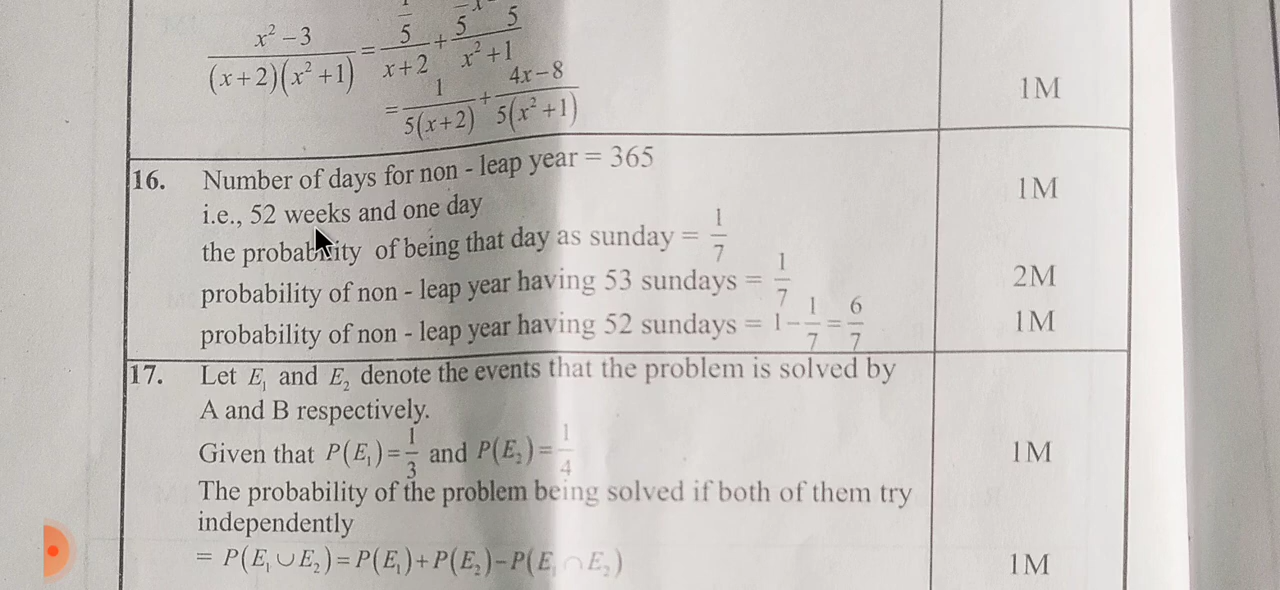 x² − 3 / (x+2)(x²+1) = 1/5 / x+2 + 5 x 5 / x²+1
= 1 / 5(x+2) + 4x−8 / 5(x²+1) 1M
16. Number of days for non - leap year = 365
i.e., 52 weeks and one day 1M
the probability of being that day as sunday = 1/7
probability of non - leap year having 53 sundays = 1/7 2M
probability of non - leap year having 52 sundays = 1−1/7=6/7 1M
17. Let E₁ and E₂ denote the events that the problem is solved by
A and B respectively.
Given that P(E₁)=1/3 and P(E₂)=1/4 1M
The probability of the problem being solved if both of them try
independently
= P(E₁∪E₂)=P(E₁)+P(E₂)−P(E₁∩E₂) 1M